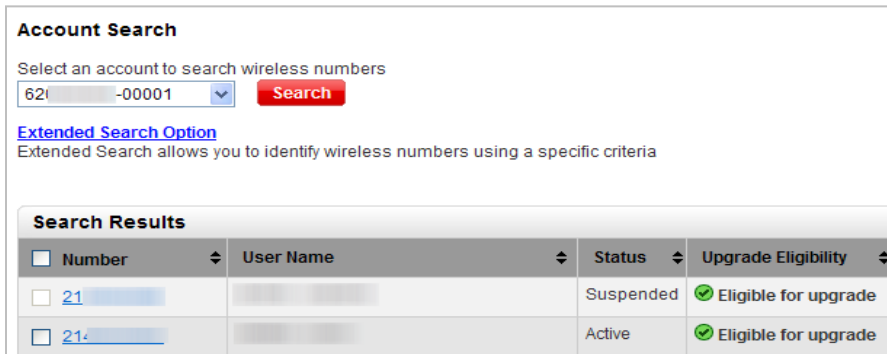 Account Search
Select an account to search wireless numbers
62 -00001 Search
Extended Search Option
Extended Search allows you to identify wireless numbers using a specific criteria
Search Results
Number User Name Status Upgrade Eligibility
21 Suspended Eligible for upgrade
214 Active Eligible for upgrade